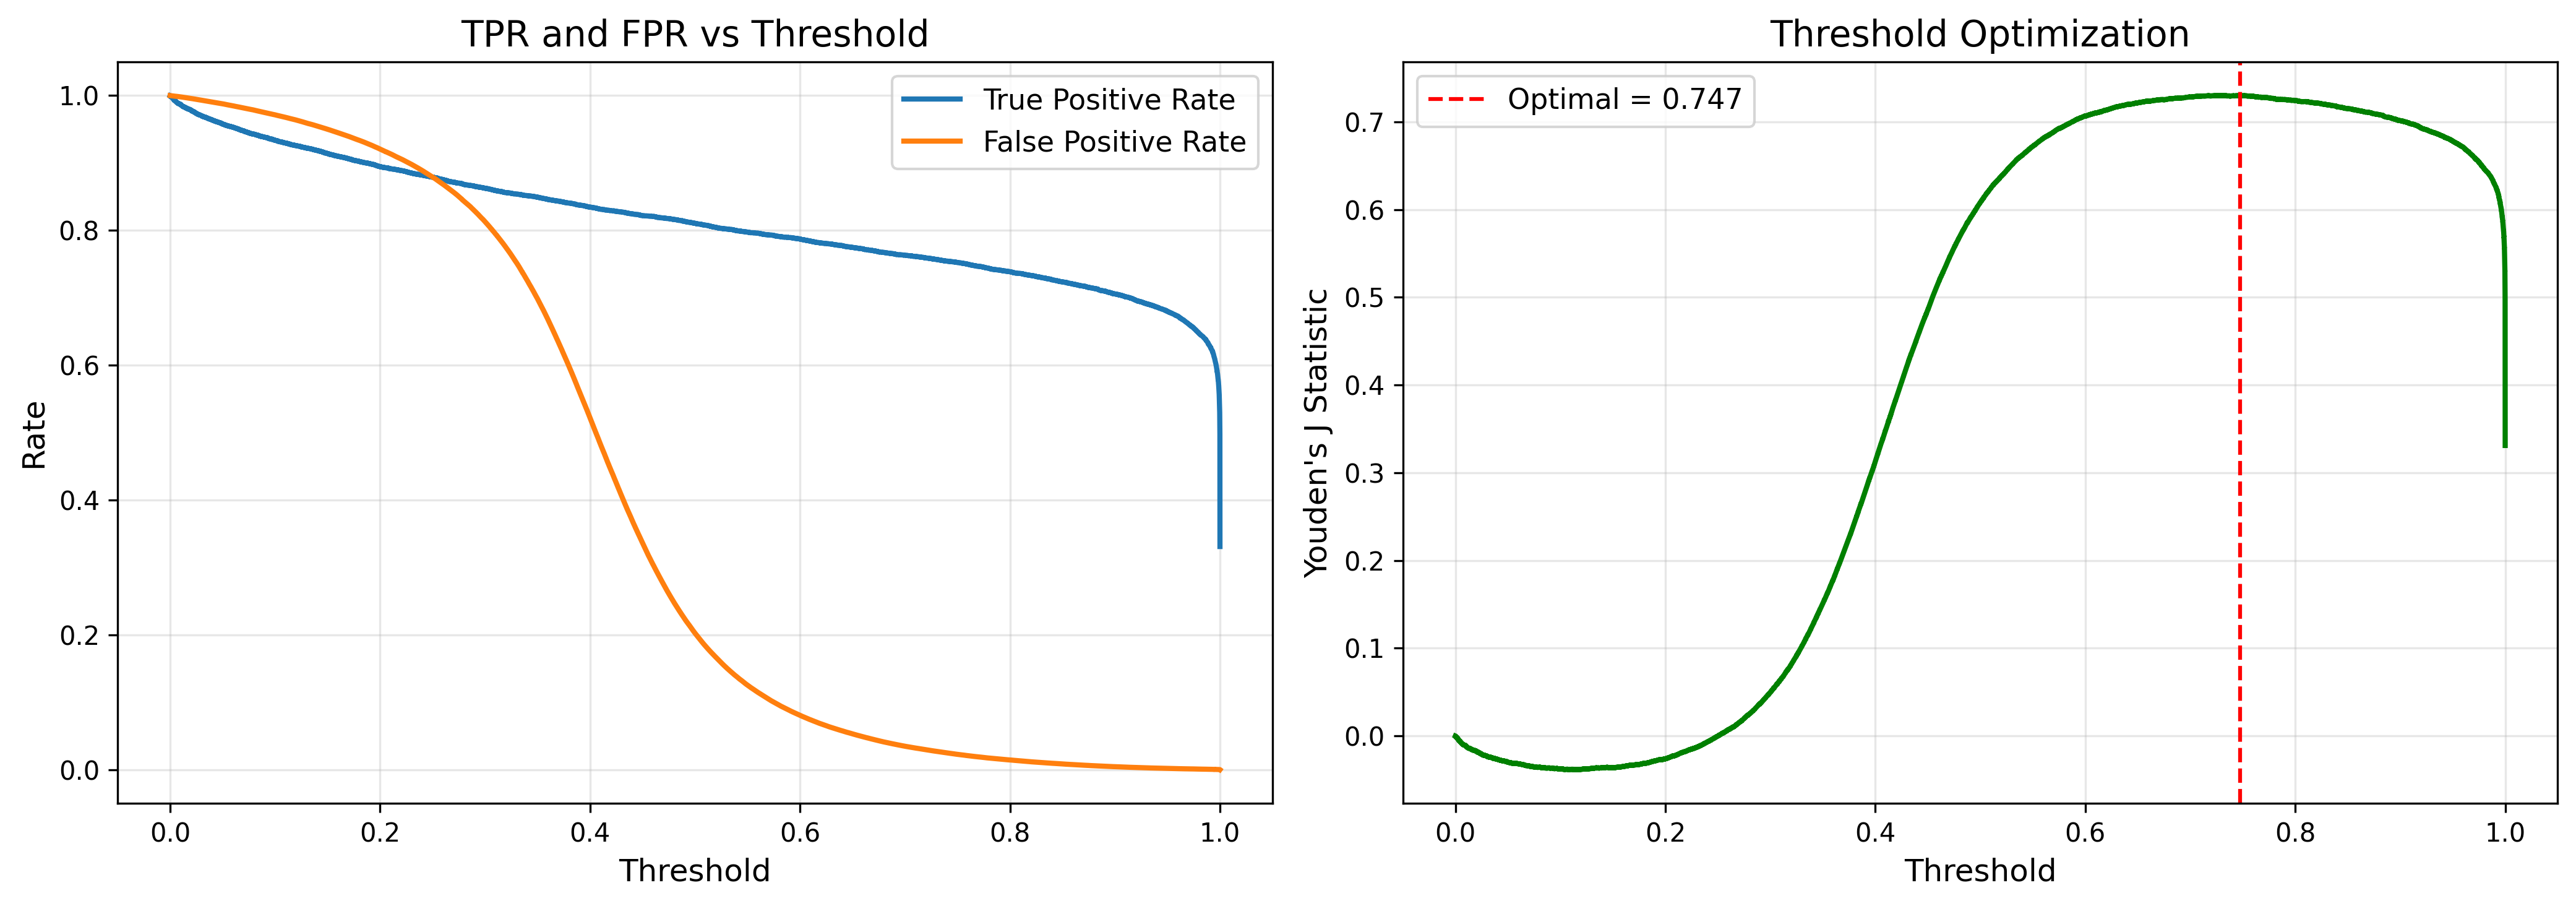 TPR and FPR vs Threshold
True Positive Rate
False Positive Rate
Rate
1.0
0.8
0.6
0.4
0.2
0.0
0.0 0.2 0.4 0.6 0.8 1.0
Threshold
Threshold Optimization
Optimal = 0.747
Youden's J Statistic
0.7
0.6
0.5
0.4
0.3
0.2
0.1
0.0
0.0 0.2 0.4 0.6 0.8 1.0
Threshold